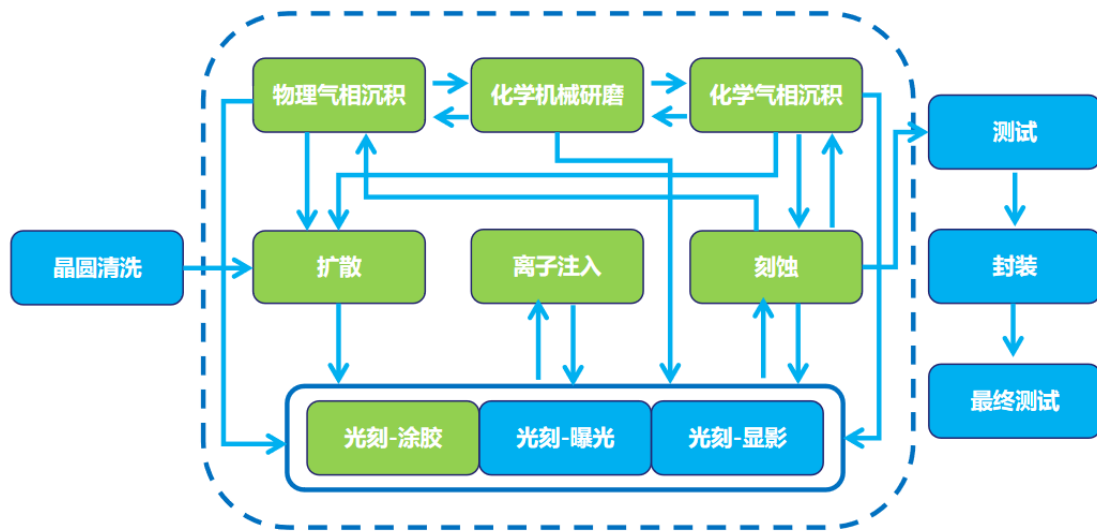 物理气相沉积
化学机械研磨
化学气相沉积
测试
晶圆清洗
扩散
离子注入
刻蚀
封装
光刻-涂胶
光刻-曝光
光刻-显影
最终测试